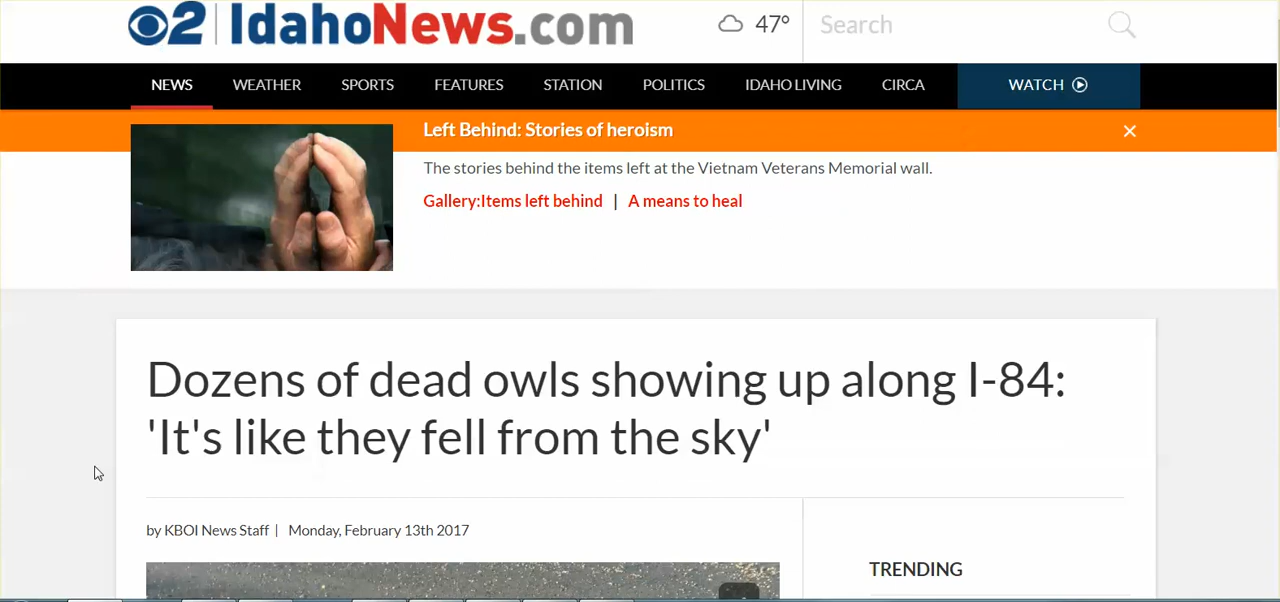 2 IdahoNews.com
47°
Search
NEWS WEATHER SPORTS FEATURES STATION POLITICS IDAHO LIVING CIRCA WATCH
Left Behind: Stories of heroism
The stories behind the items left at the Vietnam Veterans Memorial wall.
Gallery:Items left behind | A means to heal
Dozens of dead owls showing up along I-84:
'It's like they fell from the sky'
by KBOI News Staff | Monday, February 13th 2017
TRENDING